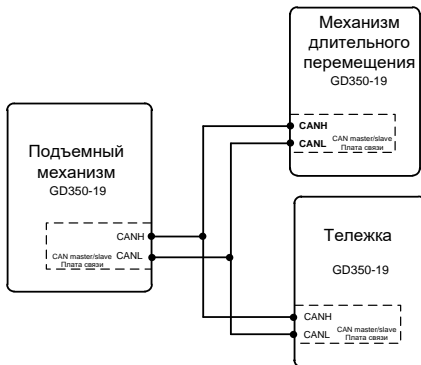 Механизм
длительного
перемещения
GD350-19
CANH
CANL
CAN master/slave
Плата связи
Подъемный
механизм
GD350-19
CANH
CANL
CAN master/slave
Плата связи
Тележка
GD350-19
CANH
CANL
CAN master/slave
Плата связи